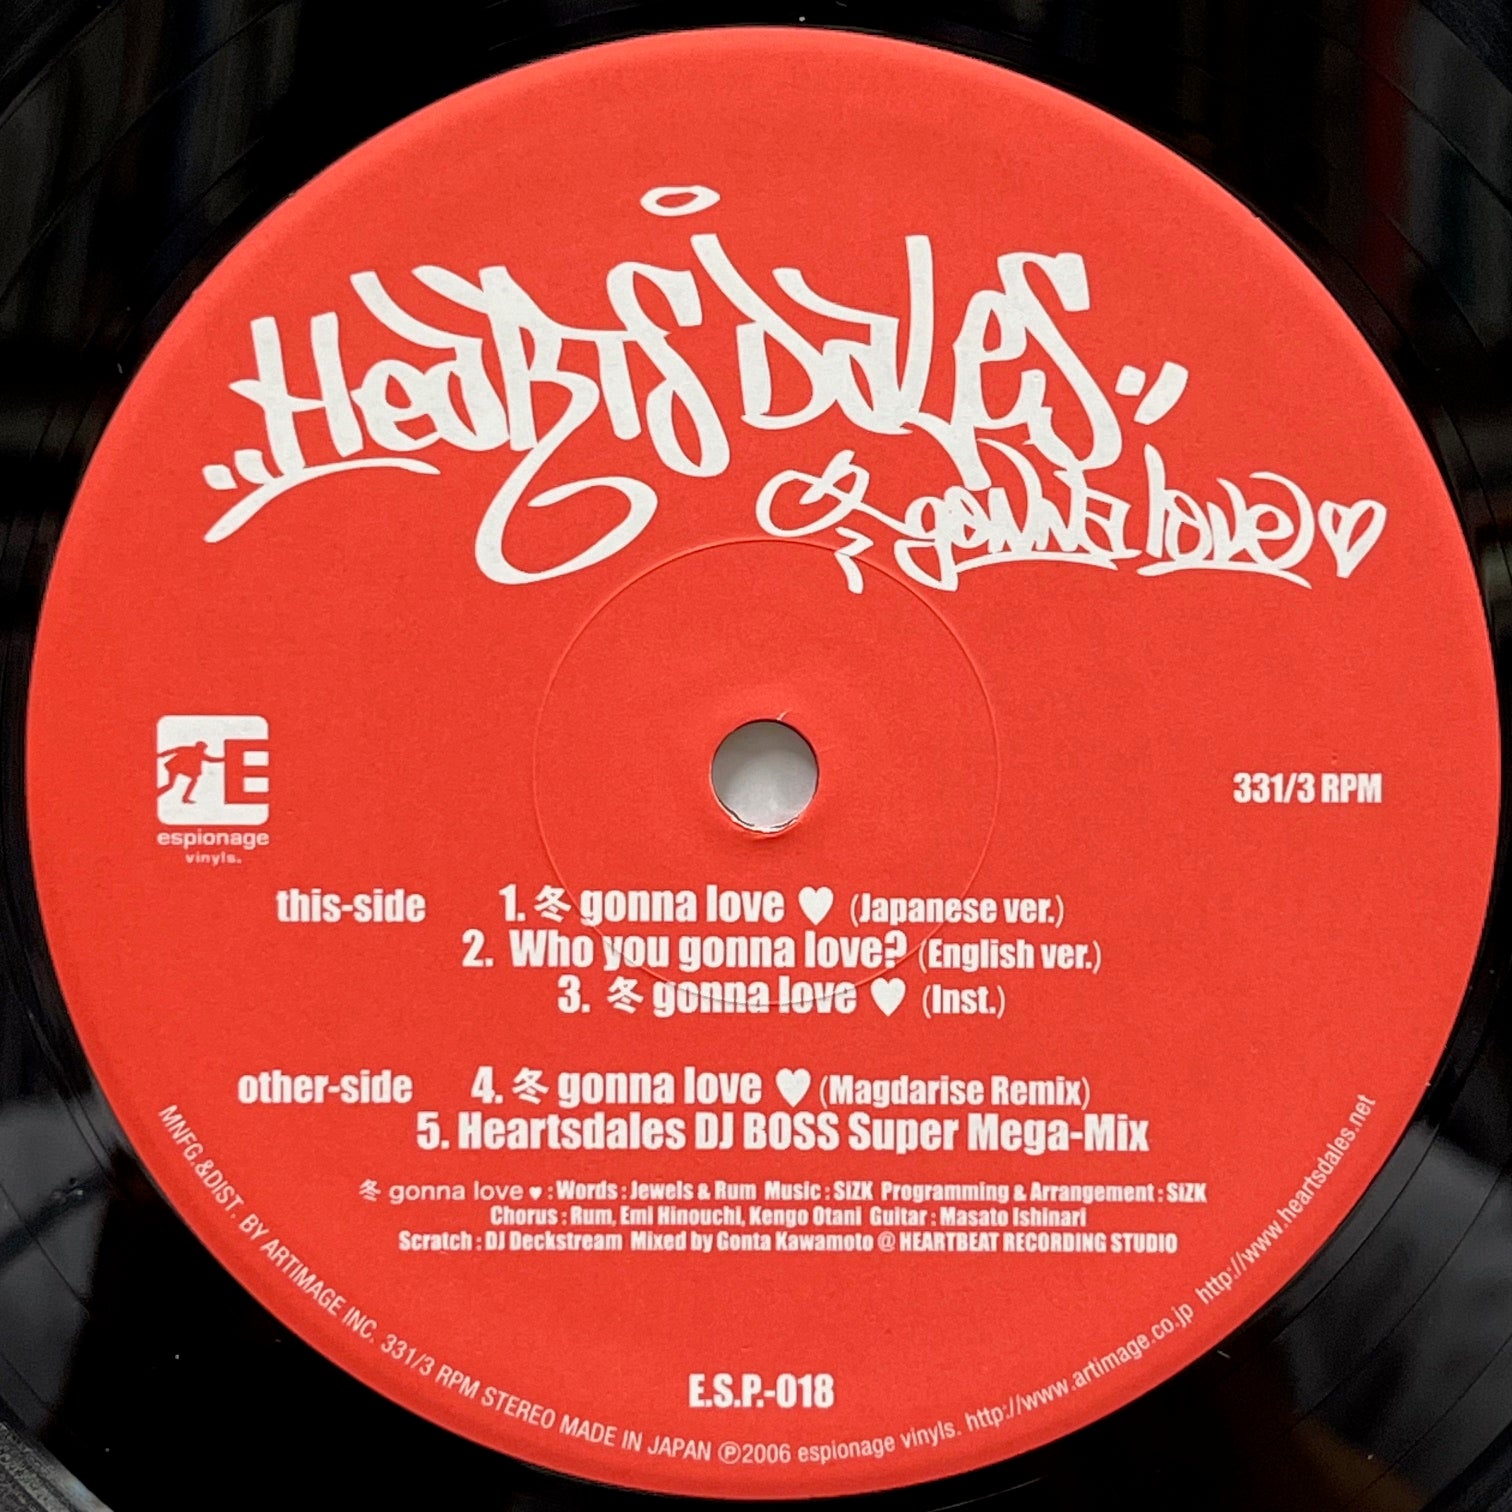 HeartsDales
冬 gonna love ♡
espionage
vinyls.
331/3 RPM
this-side 1. 冬 gonna love ♥ (Japanese ver.)
2. Who you gonna love? (English ver.)
3. 冬 gonna love ♥ (Inst.)
other-side 4. 冬 gonna love ♥ (Magdarise Remix)
5. Heartsdales DJ BOSS Super Mega-Mix
冬 gonna love ♥ : Words : Jewels & Rum Music : SiZK Programming & Arrangement : SiZK
Chorus : Rum, Emi Hinouchi, Kengo Otani Guitar : Masato Ishinari
Scratch : DJ Deckstream Mixed by Gonta Kawamoto @ HEARTBEAT RECORDING STUDIO
E.S.P.-018
MNFG.&DIST. BY ARTIMAGE INC. 331/3 RPM STEREO MADE IN JAPAN ℗2006 espionage vinyls. http://www.artimage.co.jp http://www.heartsdales.net